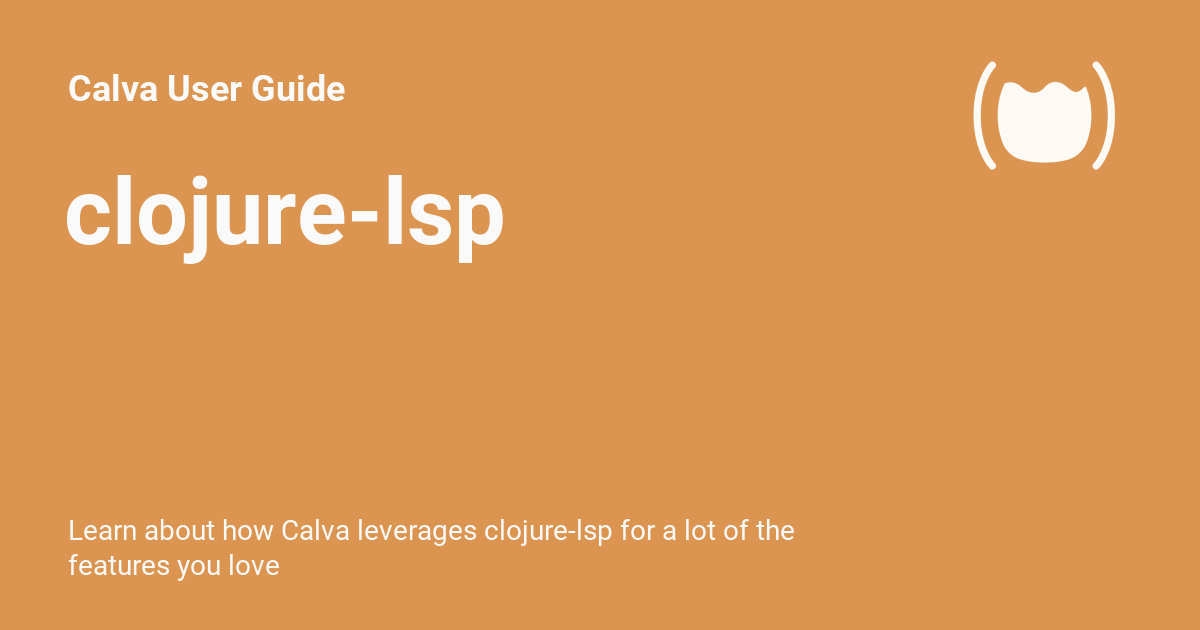 Calva User Guide
clojure-lsp
Learn about how Calva leverages clojure-lsp for a lot of the
features you love